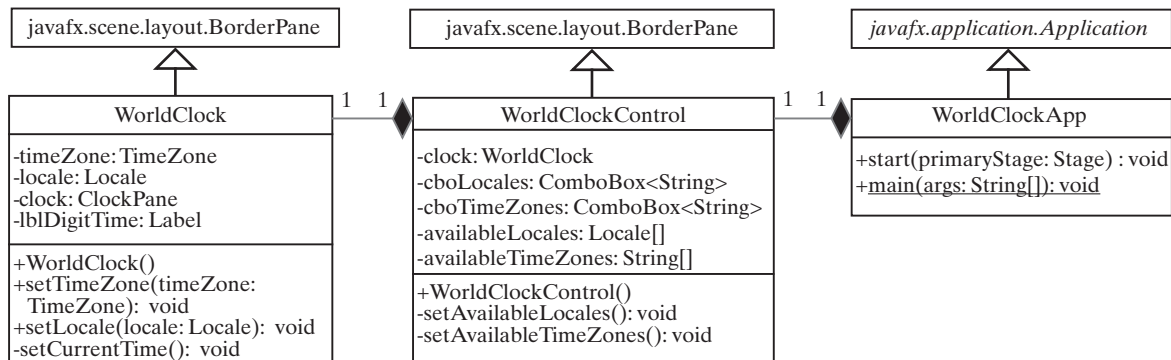 javafx.scene.layout.BorderPane
WorldClock
-timeZone: TimeZone
-locale: Locale
-clock: ClockPane
-lblDigitTime: Label
+WorldClock()
+setTimeZone(timeZone:
TimeZone): void
+setLocale(locale: Locale): void
-setCurrentTime(): void
1
1
javafx.scene.layout.BorderPane
WorldClockControl
-clock: WorldClock
-cboLocales: ComboBox<String>
-cboTimeZones: ComboBox<String>
-availableLocales: Locale[]
-availableTimeZones: String[]
+WorldClockControl()
-setAvailableLocales(): void
-setAvailableTimeZones(): void
1
1
javafx.application.Application
WorldClockApp
+start(primaryStage: Stage) : void
+main(args: String[]): void